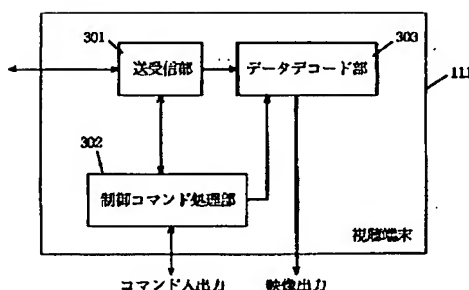 301
送受信部
303
データデコード部
111
302
制御コマンド処理部
視聴端末
コマンド入出力
映像出力